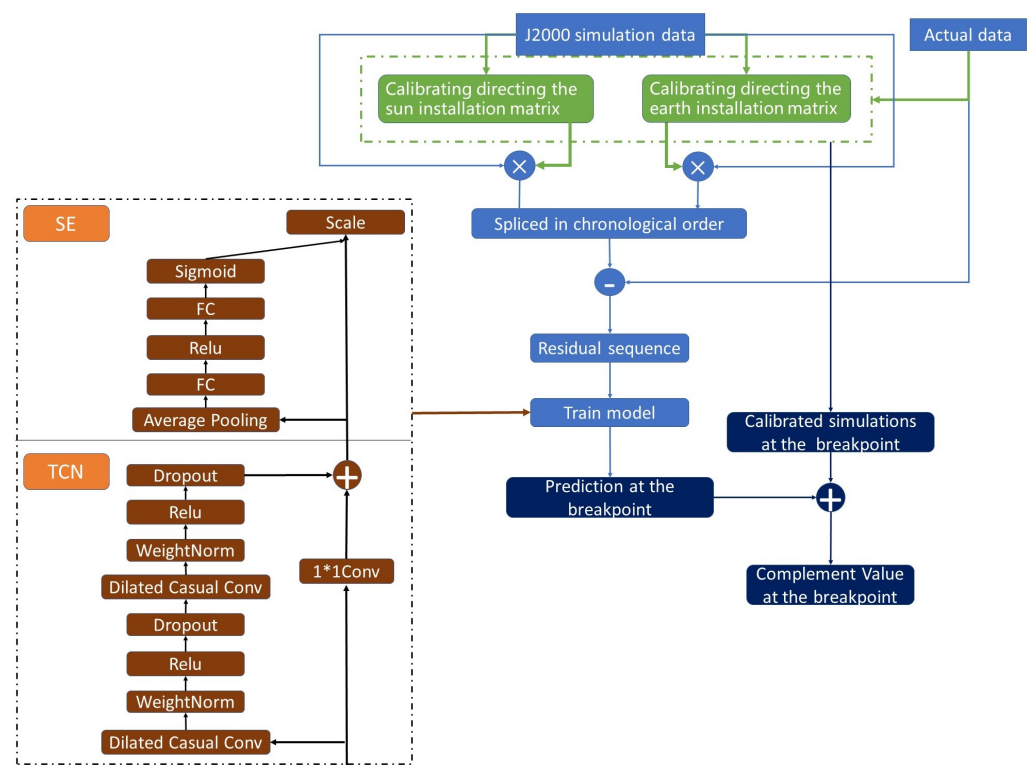 J2000 simulation data
Actual data
Calibrating directing the
sun installation matrix
Calibrating directing the
earth installation matrix
×
×
Spliced in chronological order
-
Residual sequence
Train model
Calibrated simulations
at the breakpoint
Prediction at the
breakpoint
+
Complement Value
at the breakpoint
SE
Scale
Sigmoid
FC
Relu
FC
Average Pooling
TCN
Dropout
+
Relu
WeightNorm
1*1Conv
Dilated Casual Conv
Dropout
Relu
WeightNorm
Dilated Casual Conv